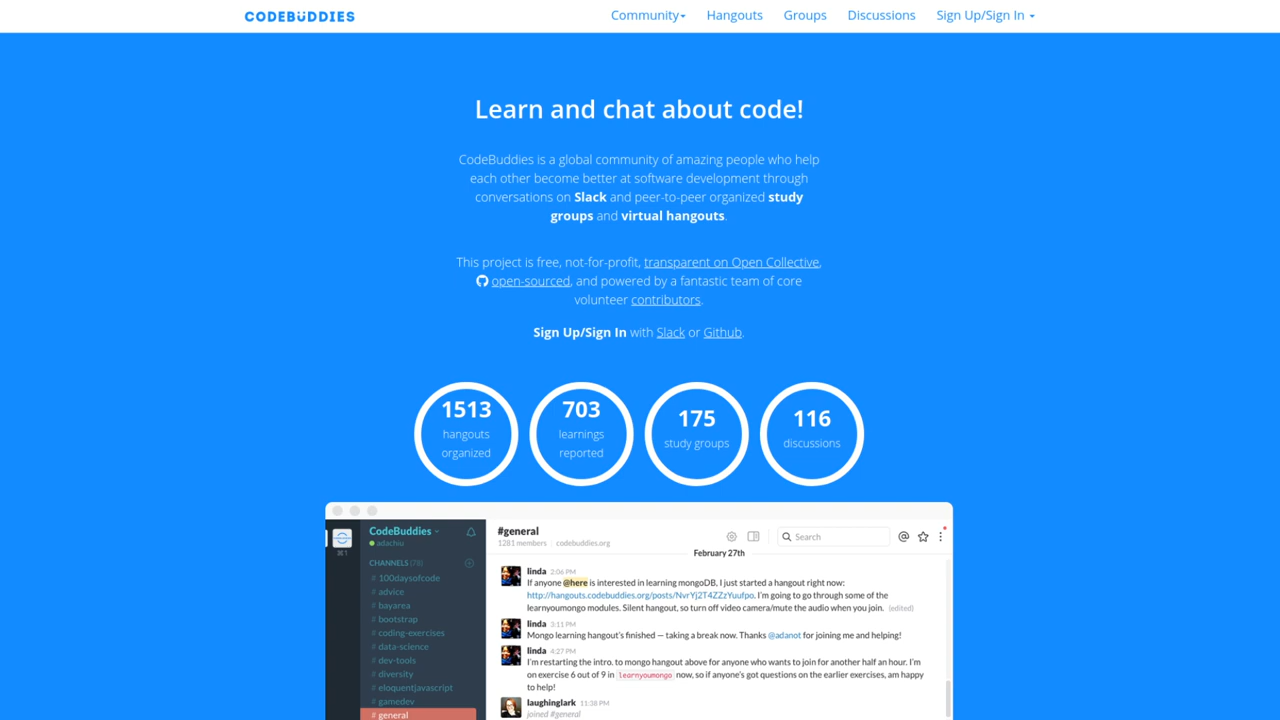 CODEBUDDIES
Community
Hangouts
Groups
Discussions
Sign Up/Sign In
Learn and chat about code!
CodeBuddies is a global community of amazing people who help
each other become better at software development through
conversations on Slack and peer-to-peer organized study
groups and virtual hangouts.
This project is free, not-for-profit, transparent on Open Collective,
open-sourced, and powered by a fantastic team of core
volunteer contributors.
Sign Up/Sign In with Slack or Github.
1513
hangouts
organized
703
learnings
reported
175
study groups
116
discussions
⌘1
CodeBuddies
adachiu
CHANNELS (78)
# 100daysofcode
# advice
# bayarea
# bootstrap
# coding-exercises
# data-science
# dev-tools
# diversity
# eloquentjavascript
# gamedev
# general
#general
1281 members | codebuddies.org
Search
February 27th
linda 2:06 PM
If anyone @here is interested in learning mongoDB, I just started a hangout right now:
http://hangouts.codebuddies.org/posts/NvrYj2T4ZZzYuufpo. I'm going to go through some of the
learnyoumongo modules. Silent hangout, so turn off video camera/mute the audio when you join. (edited)
linda 3:11 PM
Mongo learning hangout's finished — taking a break now. Thanks @adanot for joining me and helping!
linda 4:27 PM
I'm restarting the intro. to mongo hangout above for anyone who wants to join for another half an hour. I'm
on exercise 6 out of 9 in learnyoumongo now, so if anyone's got questions on the earlier exercises, am happy
to help!
laughinglark 11:38 PM
joined #general